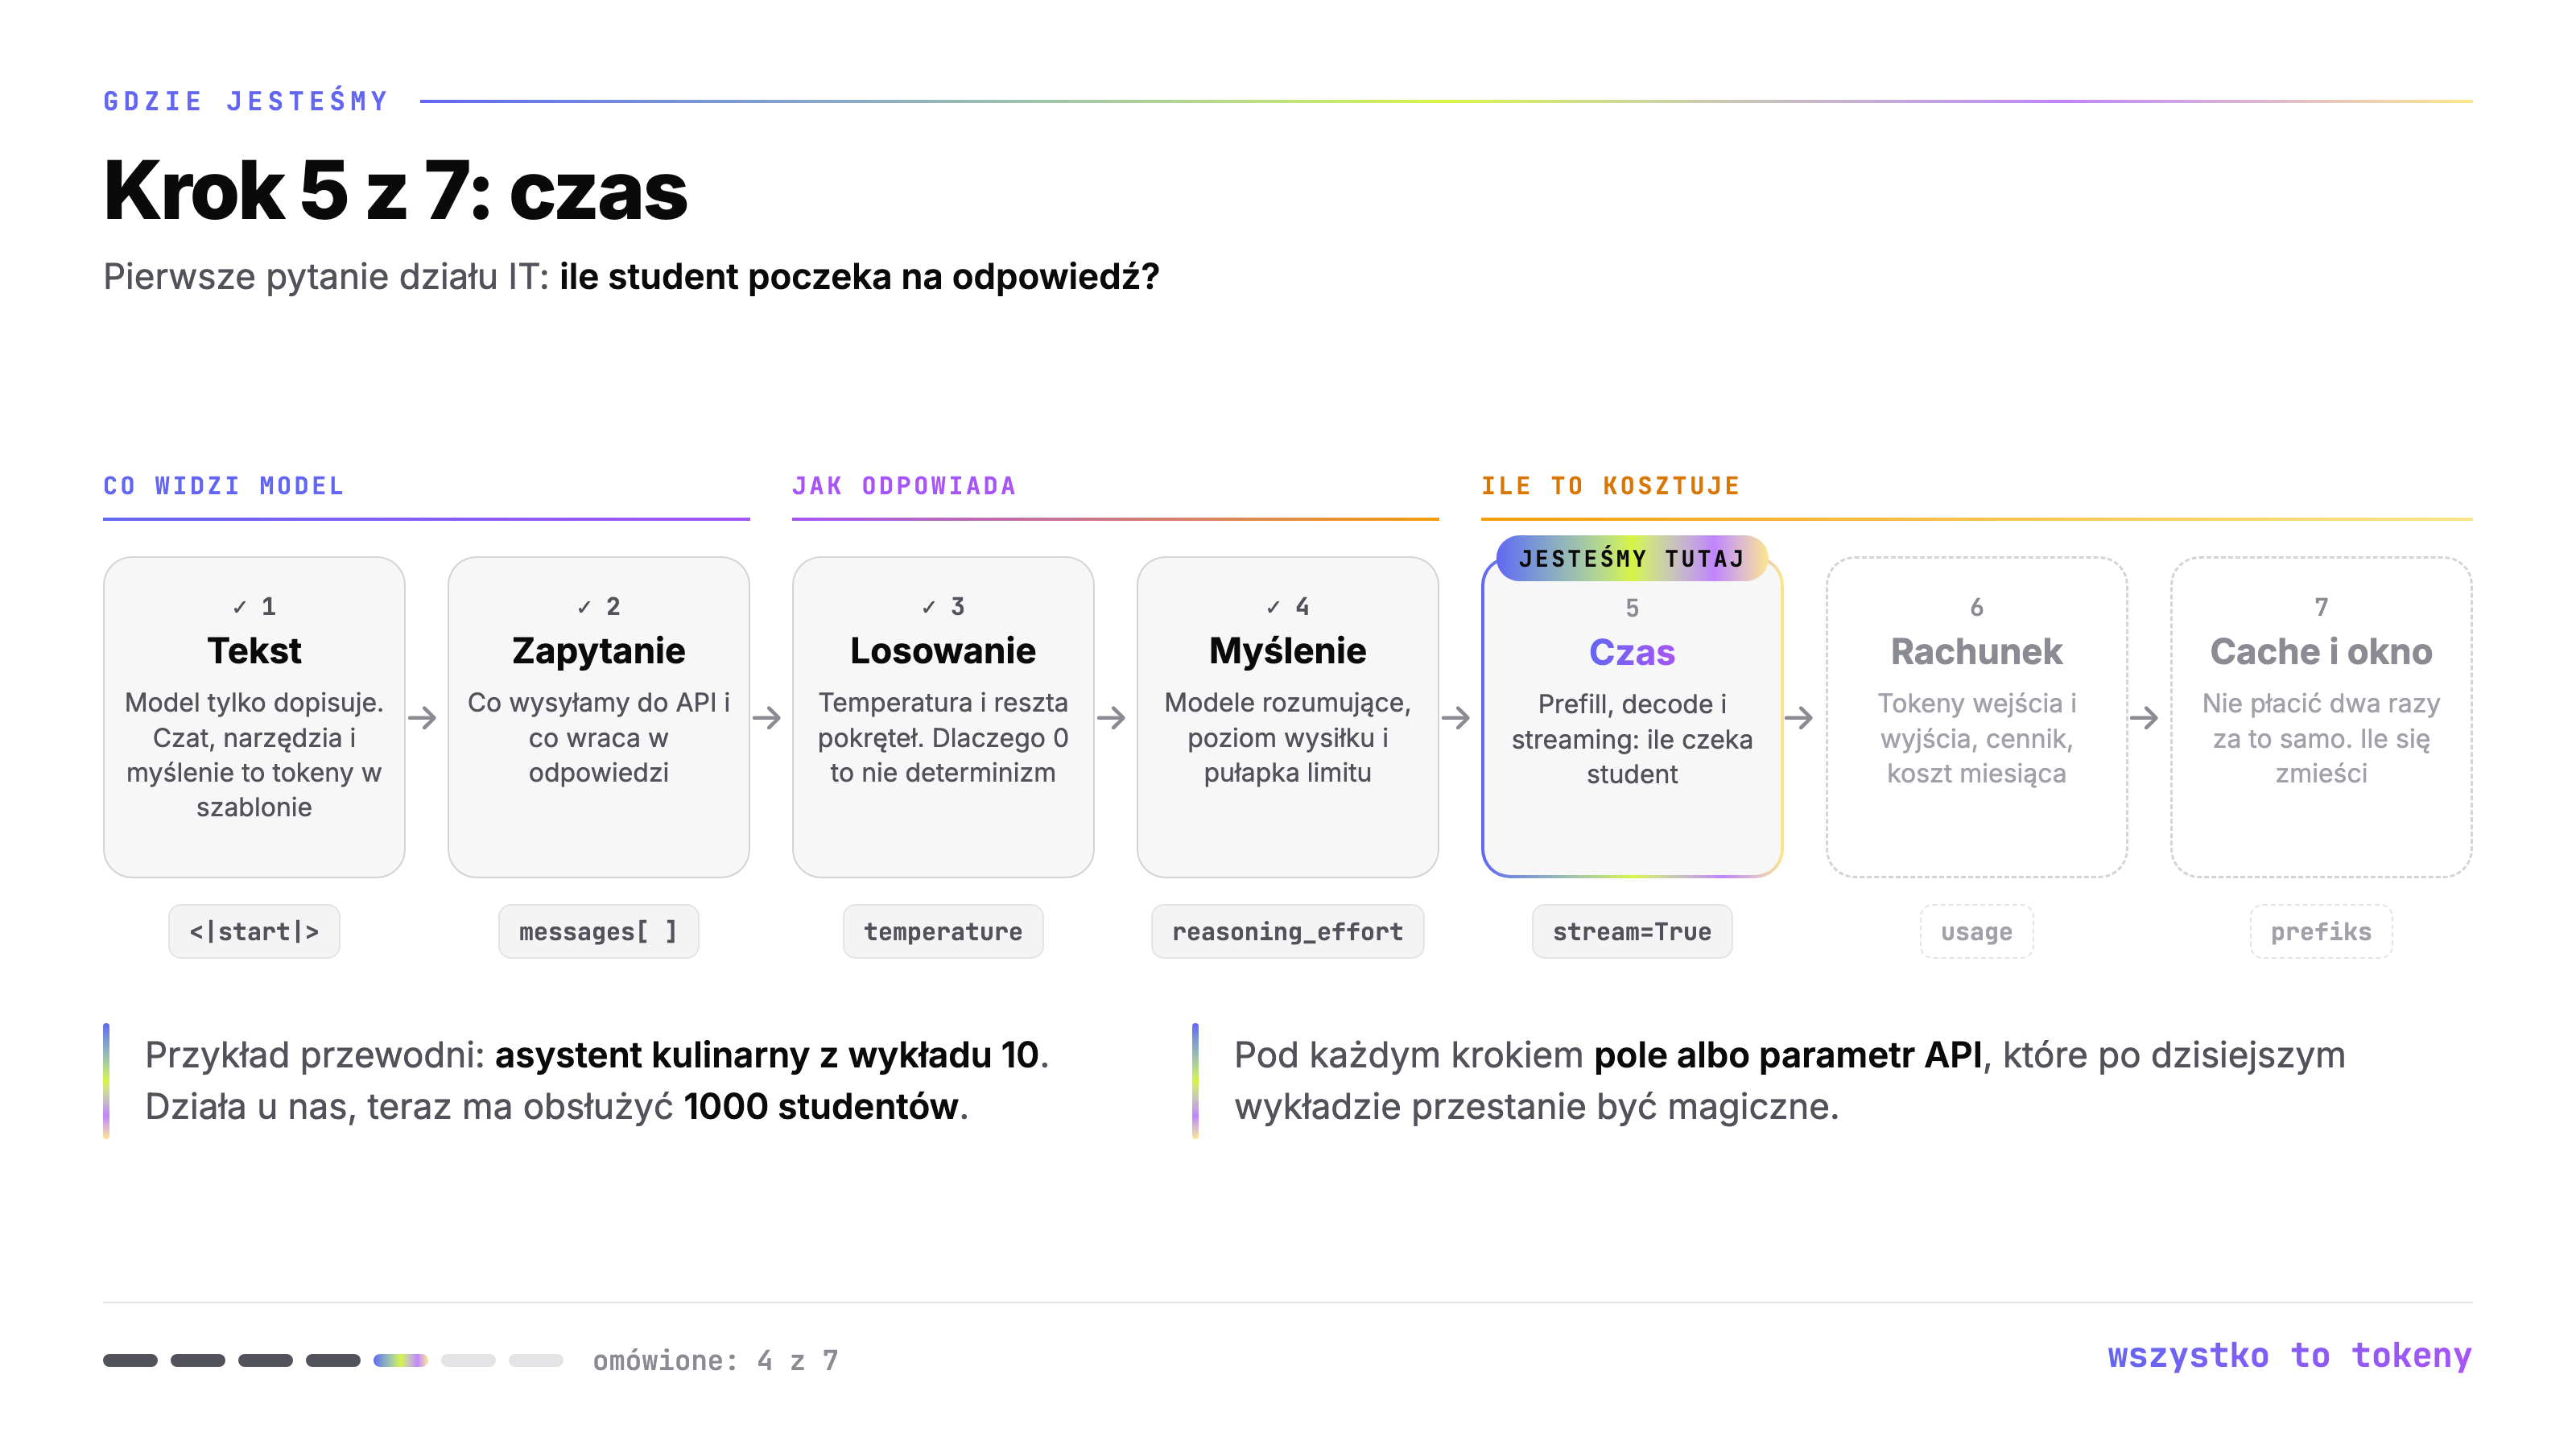 GDZIE JESTEŚMY
Krok 5 z 7: czas
Pierwsze pytanie działu IT: ile student poczeka na odpowiedź?
CO WIDZI MODEL
JAK ODPOWIADA
ILE TO KOSZTUJE
✓ 1
Tekst
Model tylko dopisuje.
Czat, narzędzia i
myślenie to tokeny w
szablonie
<|start|>
✓ 2
Zapytanie
Co wysyłamy do API i
co wraca w
odpowiedzi
messages[ ]
✓ 3
Losowanie
Temperatura i reszta
pokręteł. Dlaczego 0
to nie determinizm
temperature
✓ 4
Myślenie
Modele rozumujące,
poziom wysiłku i
pułapka limitu
reasoning_effort
JESTEŚMY TUTAJ
5
Czas
Prefill, decode i
streaming: ile czeka
student
stream=True
6
Rachunek
Tokeny wejścia i
wyjścia, cennik,
koszt miesiąca
usage
7
Cache i okno
Nie płacić dwa razy
za to samo. Ile się
zmieści
prefiks
Przykład przewodni: asystent kulinarny z wykładu 10.
Działa u nas, teraz ma obsłużyć 1000 studentów.
Pod każdym krokiem pole albo parametr API, które po dzisiejszym
wykładzie przestanie być magiczne.
omówione: 4 z 7
wszystko to tokeny